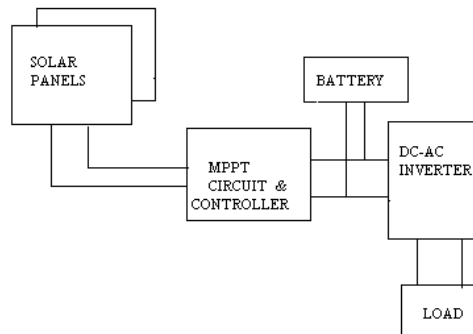 SOLAR
PANELS
BATTERY
MPPT
CIRCUIT &
CONTROLLER
DC-AC
INVERTER
LOAD